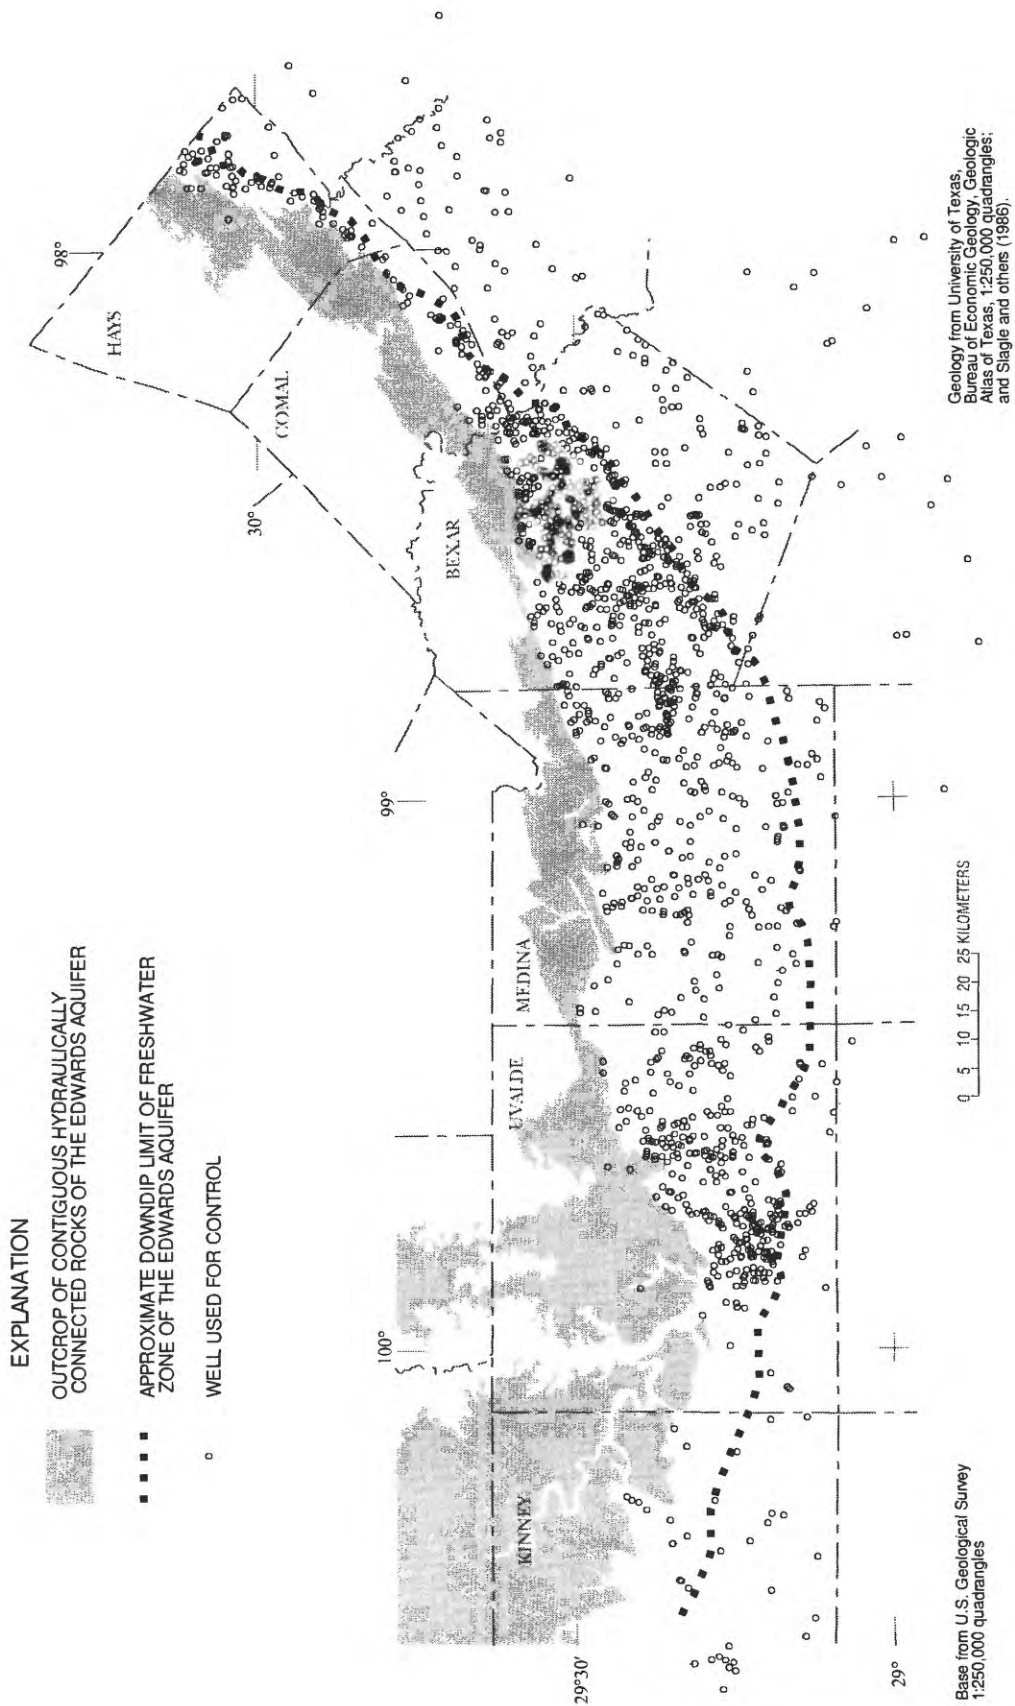 EXPLANATION
OUTCROP OF CONTIGUOUS HYDRAULICALLY
CONNECTED ROCKS OF THE EDWARDS AQUIFER
APPROXIMATE DOWNDIP LIMIT OF FRESHWATER
ZONE OF THE EDWARDS AQUIFER
WELL USED FOR CONTROL
100°
99°
98°
30°
29°30'
29°
KINNEY
UVALDE
MEDINA
BEXAR
COMAL
HAYS
0 5 10 15 20 25 KILOMETERS
Base from U.S. Geological Survey
1:250,000 quadrangles
Geology from University of Texas,
Bureau of Economic Geology, Geologic
Atlas of Texas, 1:250,000 quadrangles;
and Slagle and others (1986).